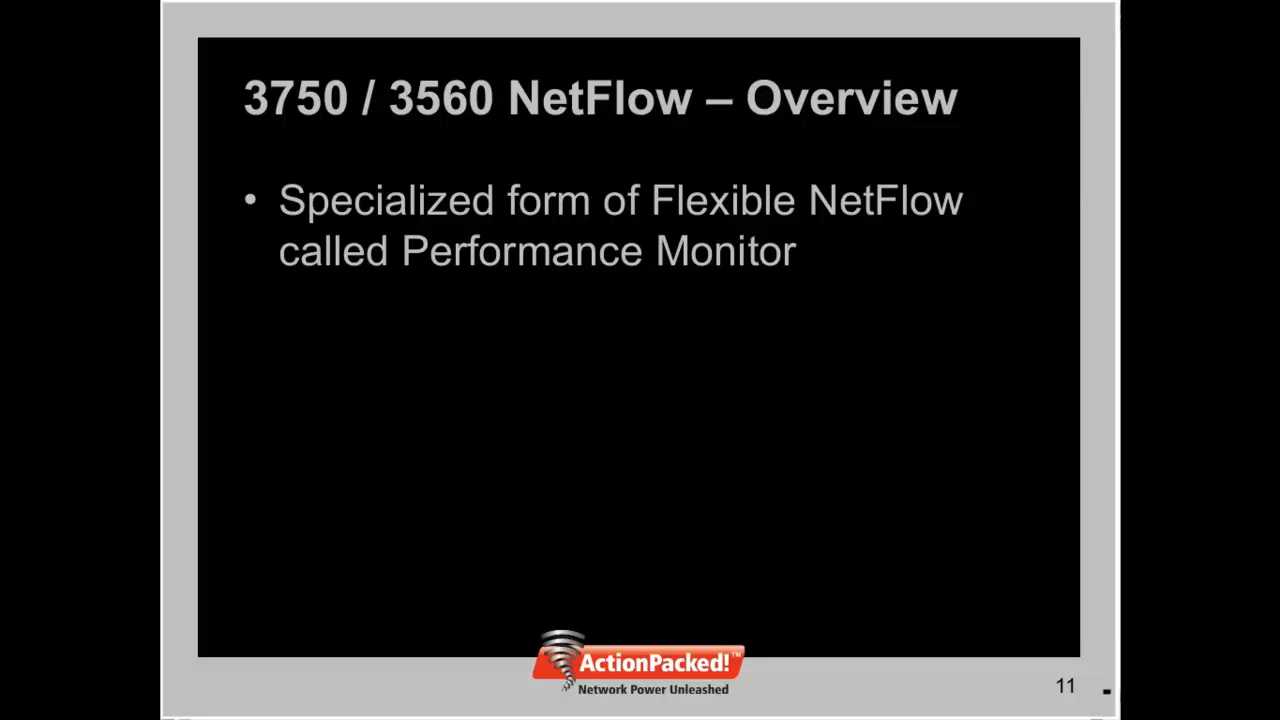 3750 / 3560 NetFlow – Overview
• Specialized form of Flexible NetFlow
called Performance Monitor
ActionPacked!™
Network Power Unleashed
11